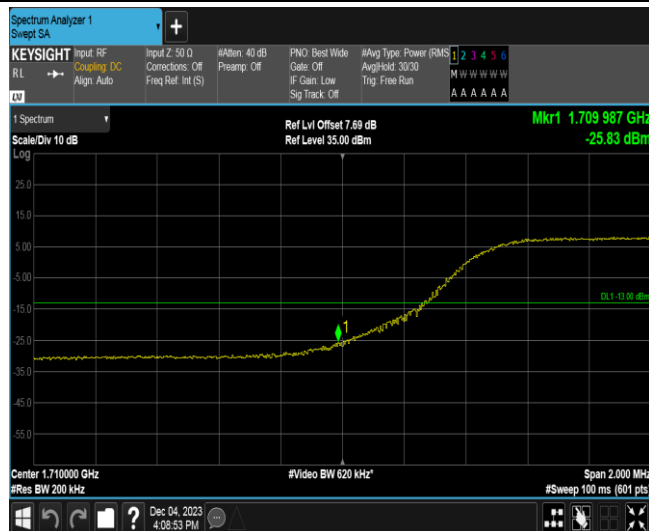 Spectrum Analyzer 1
Swept SA
+
KEYSIGHT
RL
LXI
Input: RF
Coupling: DC
Align: Auto
Input Z: 50 Ω
Corrections: Off
Freq Ref: Int (S)
#Atten: 40 dB
Preamp: Off
PNO: Best Wide
Gate: Off
IF Gain: Low
Sig Track: Off
#Avg Type: Power (RMS
Avg|Hold: 30/30
Trig: Free Run
1 2 3 4 5 6
M W W W W W
A A A A A A
1 Spectrum
Scale/Div 10 dB
Log
Ref Lvl Offset 7.69 dB
Ref Level 35.00 dBm
Mkr1 1.709 987 GHz
-25.83 dBm
25.0
15.0
5.00
-5.00
-15.0
-25.0
-35.0
-45.0
-55.0
DL1 -13.00 dBm
1
Center 1.710000 GHz
#Res BW 200 kHz
#Video BW 620 kHz*
Span 2.000 MHz
#Sweep 100 ms (601 pts)
?
Dec 04, 2023
4:08:53 PM